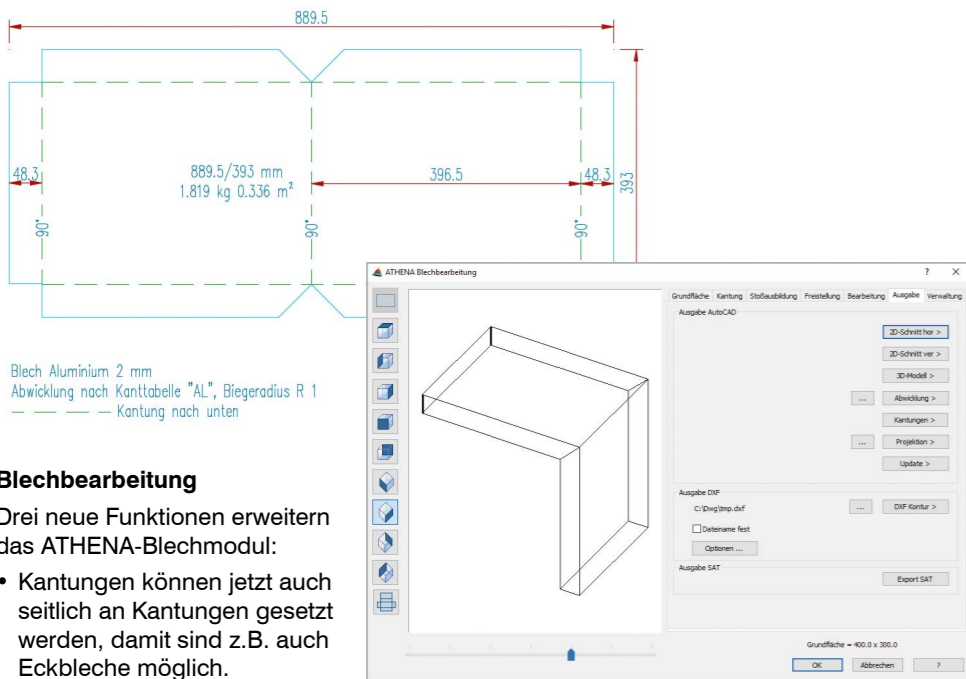 889.5
48.3
889.5/393 mm
1.819 kg 0.336 m²
396.5
48.3
393
90°
90°
90°
Blech Aluminium 2 mm
Abwicklung nach Kanttabelle "AL", Biegeradius R 1
Kantung nach unten
Blechbearbeitung
Drei neue Funktionen erweitern
das ATHENA-Blechmodul:
• Kantungen können jetzt auch
seitlich an Kantungen gesetzt
werden, damit sind z.B. auch
Eckbleche möglich.
ATHENA Blechbearbeitung ? X
Grundfläche Kantung Stoßausbildung Freistellung Bearbeitung Ausgabe Verwaltung
Ausgabe AutoCAD
2D-Schnitt hor >
2D-Schnitt ver >
3D-Modell >
... Abwicklung >
Kantungen >
... Projektion >
Update >
Ausgabe DXF
C:\Dwg\tmp.dxf ... DXF Kontur >
Dateiname fest
Optionen ...
Ausgabe SAT
Export SAT
Grundfläche = 400.0 x 300.0
OK Abbrechen ?